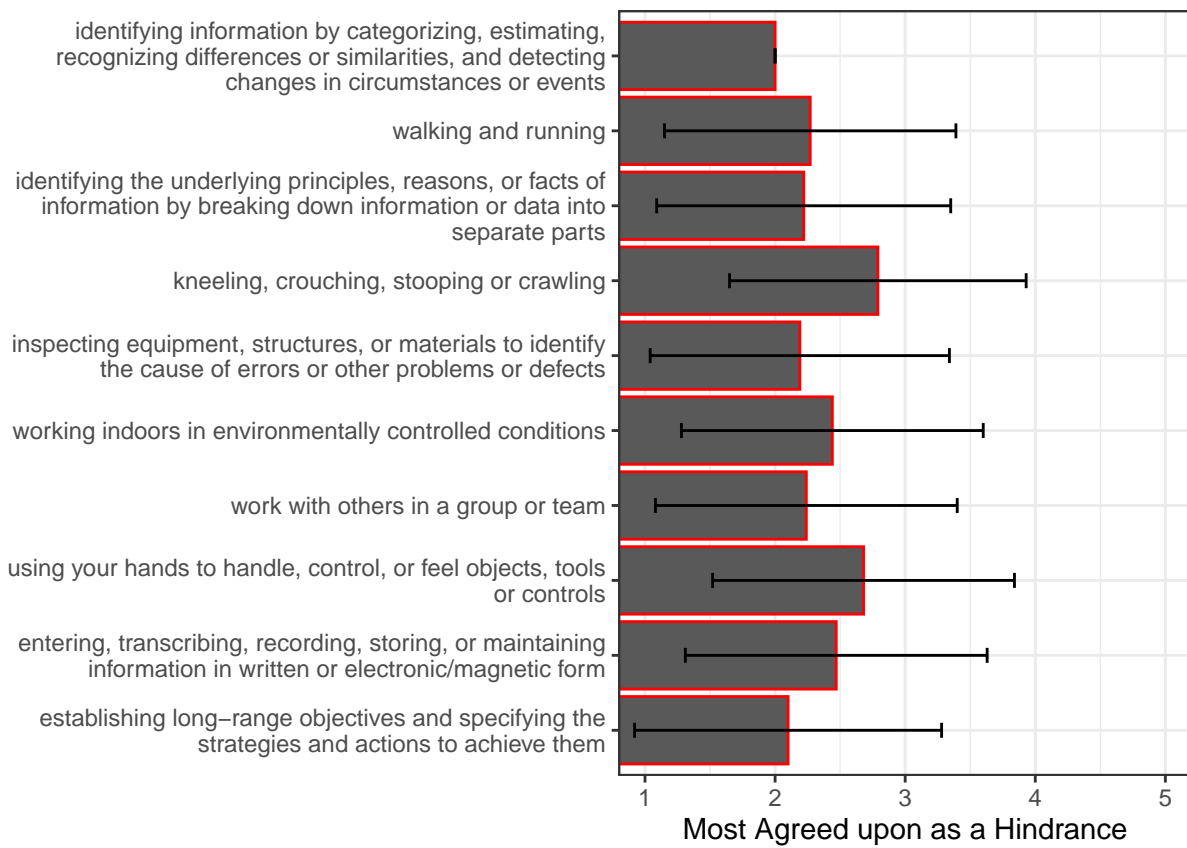 identifying information by categorizing, estimating,
recognizing differences or similarities, and detecting
changes in circumstances or events
walking and running
identifying the underlying principles, reasons, or facts of
information by breaking down information or data into
separate parts
kneeling, crouching, stooping or crawling
inspecting equipment, structures, or materials to identify
the cause of errors or other problems or defects
working indoors in environmentally controlled conditions
work with others in a group or team
using your hands to handle, control, or feel objects, tools
or controls
entering, transcribing, recording, storing, or maintaining
information in written or electronic/magnetic form
establishing long−range objectives and specifying the
strategies and actions to achieve them
1 2 3 4 5
Most Agreed upon as a Hindrance